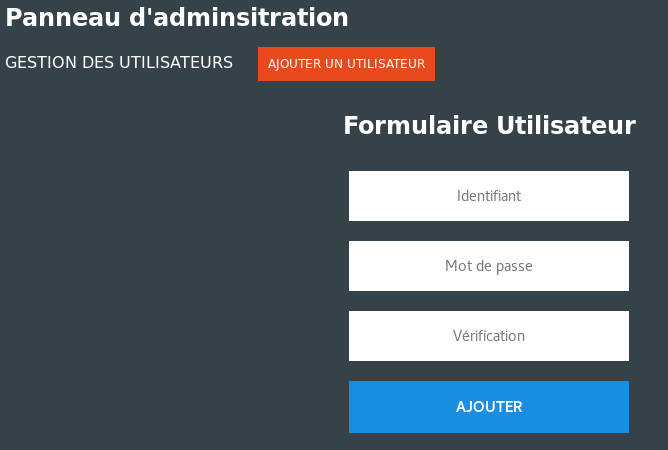 Panneau d'adminsitration
GESTION DES UTILISATEURS AJOUTER UN UTILISATEUR
Formulaire Utilisateur
Identifiant
Mot de passe
Vérification
AJOUTER